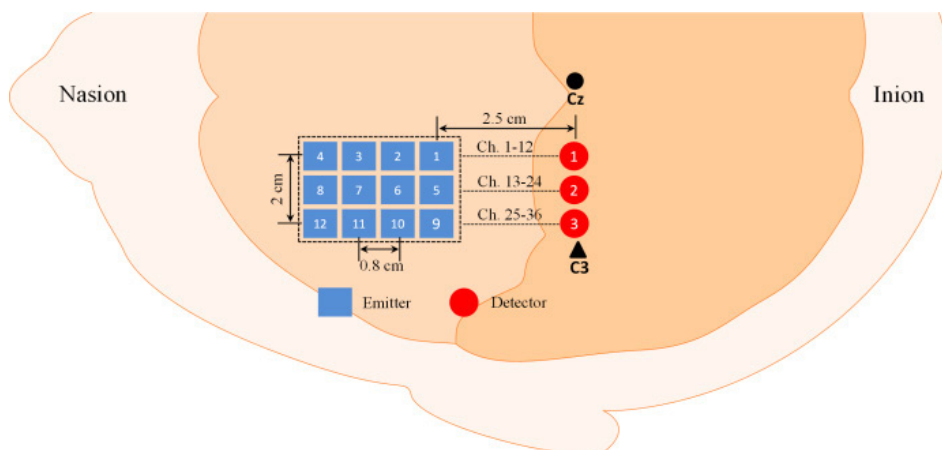 Cz
Nasion
Inion
2.5 cm
4 3 2 1
Ch. 1-12
1
8 7 6 5
Ch. 13-24
2
2 cm
12 11 10 9
Ch. 25-36
3
0.8 cm
C3
Emitter
Detector